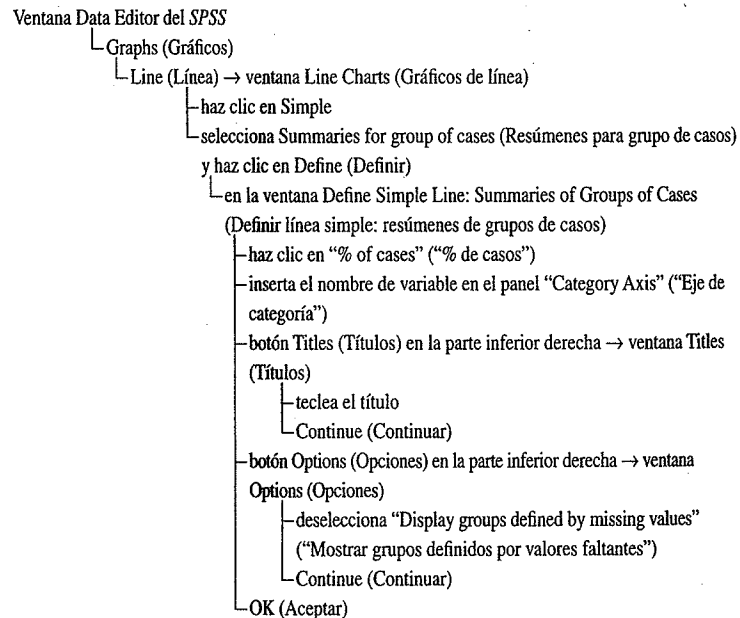 Ventana Data Editor del SPSS
Graphs (Gráficos)
Line (Línea) → ventana Line Charts (Gráficos de línea)
haz clic en Simple
selecciona Summaries for group of cases (Resúmenes para grupo de casos)
y haz clic en Define (Definir)
en la ventana Define Simple Line: Summaries of Groups of Cases
(Definir línea simple: resúmenes de grupos de casos)
haz clic en “% of cases” (“% de casos”)
inserta el nombre de variable en el panel “Category Axis” (“Eje de
categoría”)
botón Titles (Títulos) en la parte inferior derecha → ventana Titles
(Títulos)
teclea el título
Continue (Continuar)
botón Options (Opciones) en la parte inferior derecha → ventana
Options (Opciones)
deselecciona “Display groups defined by missing values”
(“Mostrar grupos definidos por valores faltantes”)
Continue (Continuar)
OK (Aceptar)